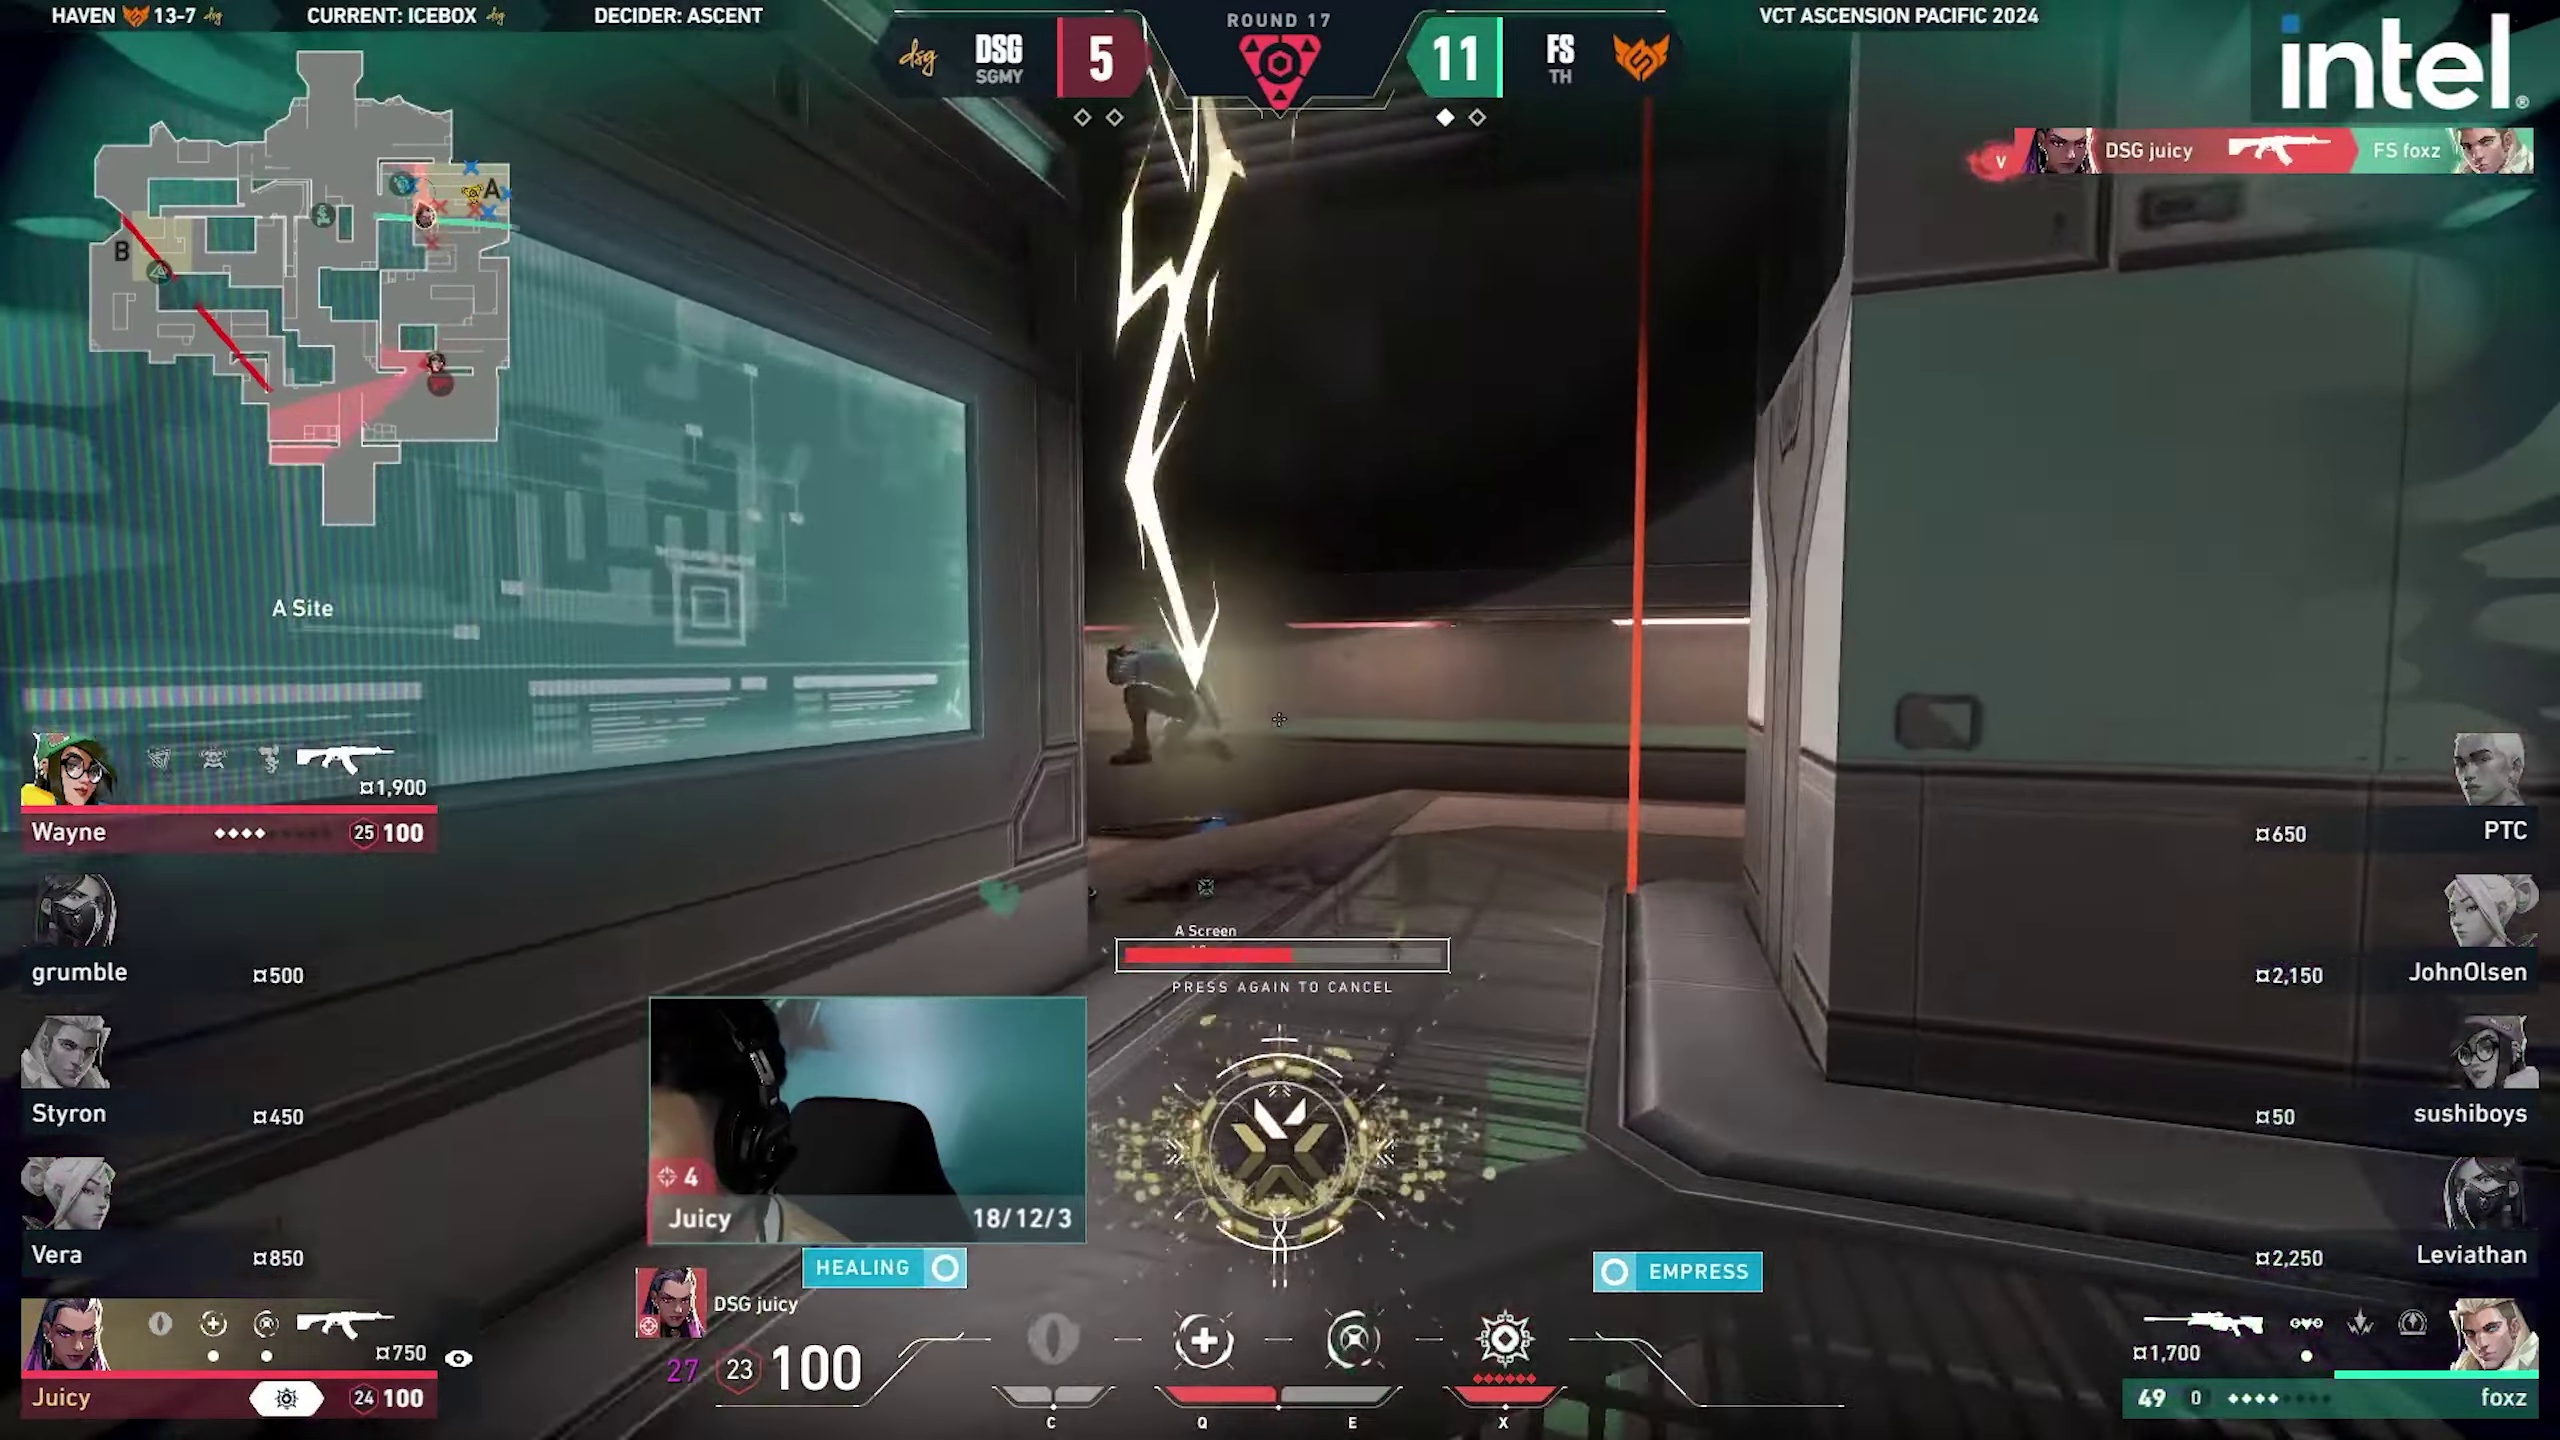 HAVEN 13-7 dsg
CURRENT: ICEBOX dsg
DECIDER: ASCENT
dsg DSG
SGMY
5
ROUND 17
11
FS
TH
VCT ASCENSION PACIFIC 2024
intel®
V DSG juicy FS foxz
A
B
A Site
¤1,900
Wayne 25 100
grumble ¤500
Styron ¤450
Vera ¤850
¤750
Juicy 24 100
A Screen
PRESS AGAIN TO CANCEL
4
Juicy 18/12/3
HEALING
EMPRESS
DSG juicy
27 23 100
C Q E X
¤650 PTC
¤2,150 JohnOlsen
¤50 sushiboys
¤2,250 Leviathan
¤1,700
49 0 foxz